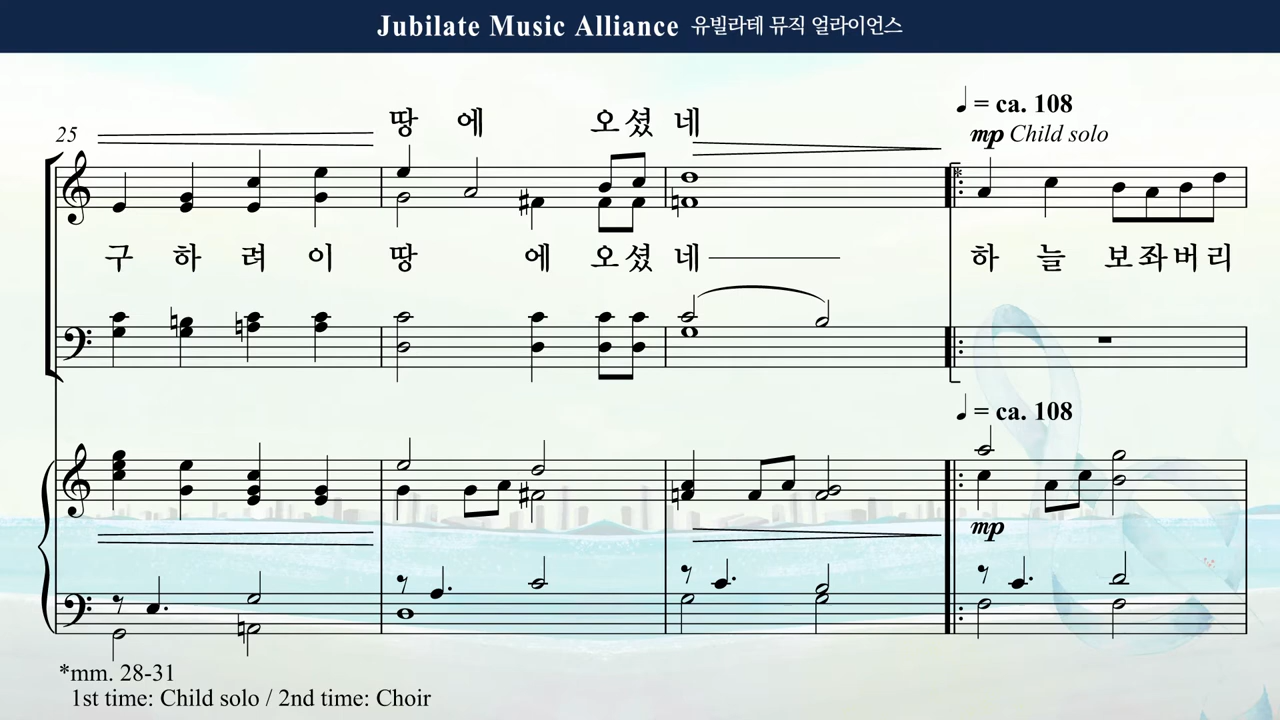 Jubilate Music Alliance 유빌라테 뮤직 얼라이언스
♩ = ca. 108
땅 에 오 셨 네
25
mp Child solo
구 하 려 이 땅 에 오 셨 네 하 늘 보 좌 버 리
♩ = ca. 108
mp
*mm. 28-31
1st time: Child solo / 2nd time: Choir